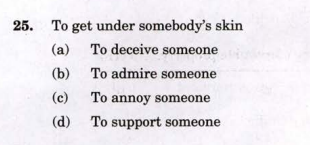 25. To get under somebody's skin
(a) To deceive someone
(b) To admire someone
(c) To annoy someone
(d) To support someone